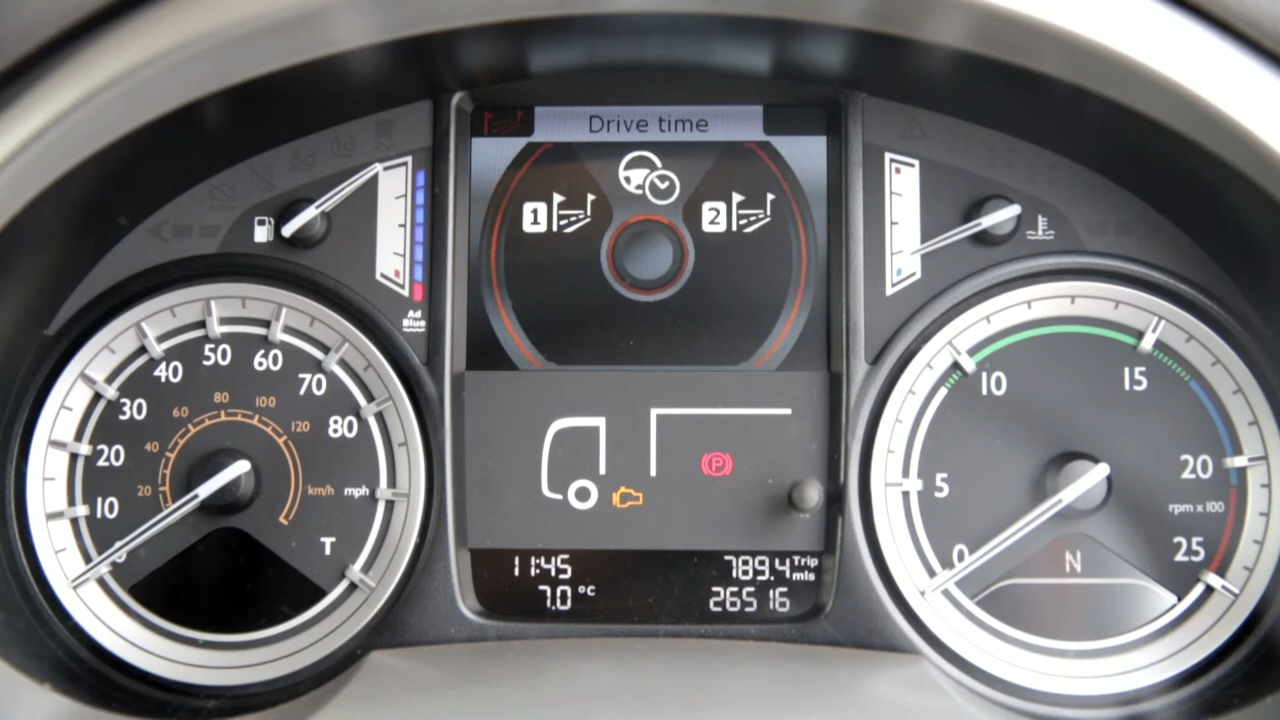 Drive time
1
2
Ad
Blue
10
20
30
40
50
60
70
80
20
40
60
80
100
120
km/h mph
T
P
11:45
789.4 Trip mls
7.0 °C
26516
0
5
10
15
20
25
rpm x 100
N